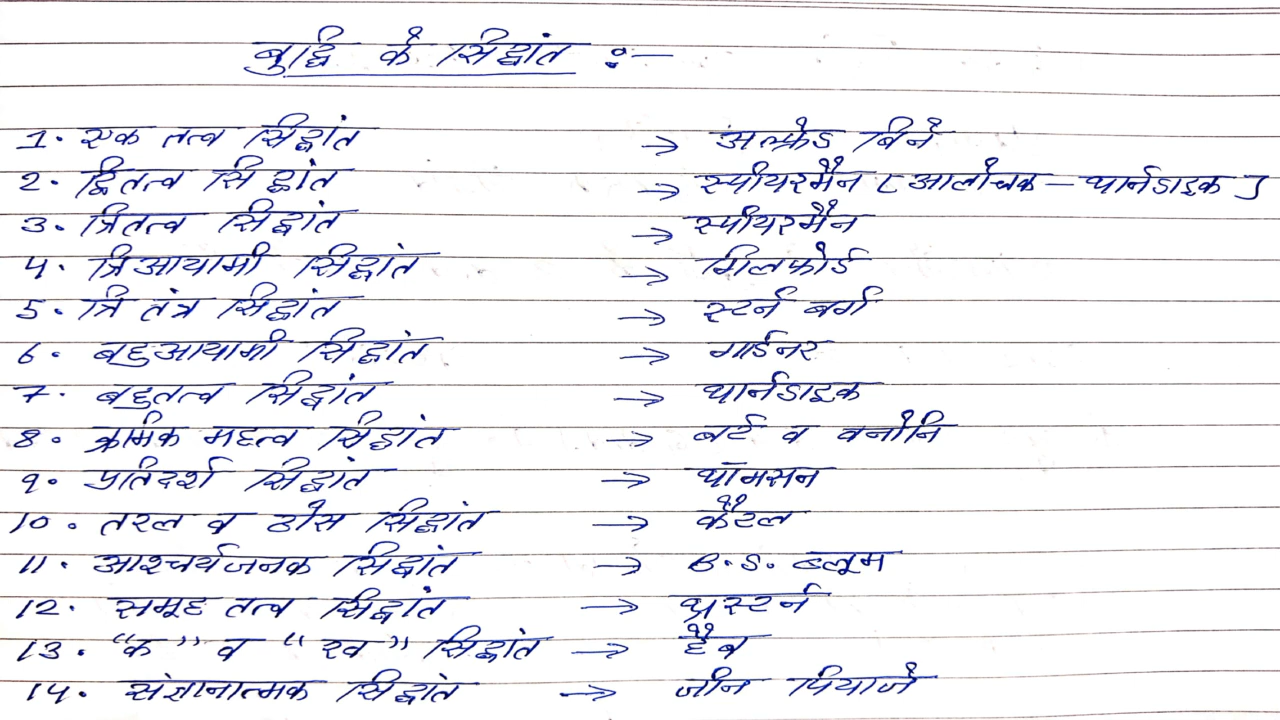 बुद्धि के सिद्धांत :-
1. एक तत्व सिद्धांत → अल्फ्रेड बिने
2. द्वितत्व सिद्धांत → स्पीयरमैन [आलोचक - थार्नडाइक]
3. त्रितत्व सिद्धांत → स्पीयरमैन
4. त्रिआयामी सिद्धांत → गिलफोर्ड
5. त्रि तंत्र सिद्धांत → स्टर्न बर्ग
6. बहुआयामी सिद्धांत → गार्डनर
7. बहुतत्व सिद्धांत → थार्नडाइक
8. क्रमिक महत्व सिद्धांत → बर्ट व वर्नोनि
9. प्रतिदर्श सिद्धांत → थॉमसन
10. तरल व ठोस सिद्धांत → कैटल
11. आश्चर्यजनक सिद्धांत → B.S. ब्लूम
12. समूह तत्व सिद्धांत → थ्रस्टर्न
13. "क" व "ख" सिद्धांत → हैब
14. संज्ञानात्मक सिद्धांत → जीन पियाजे